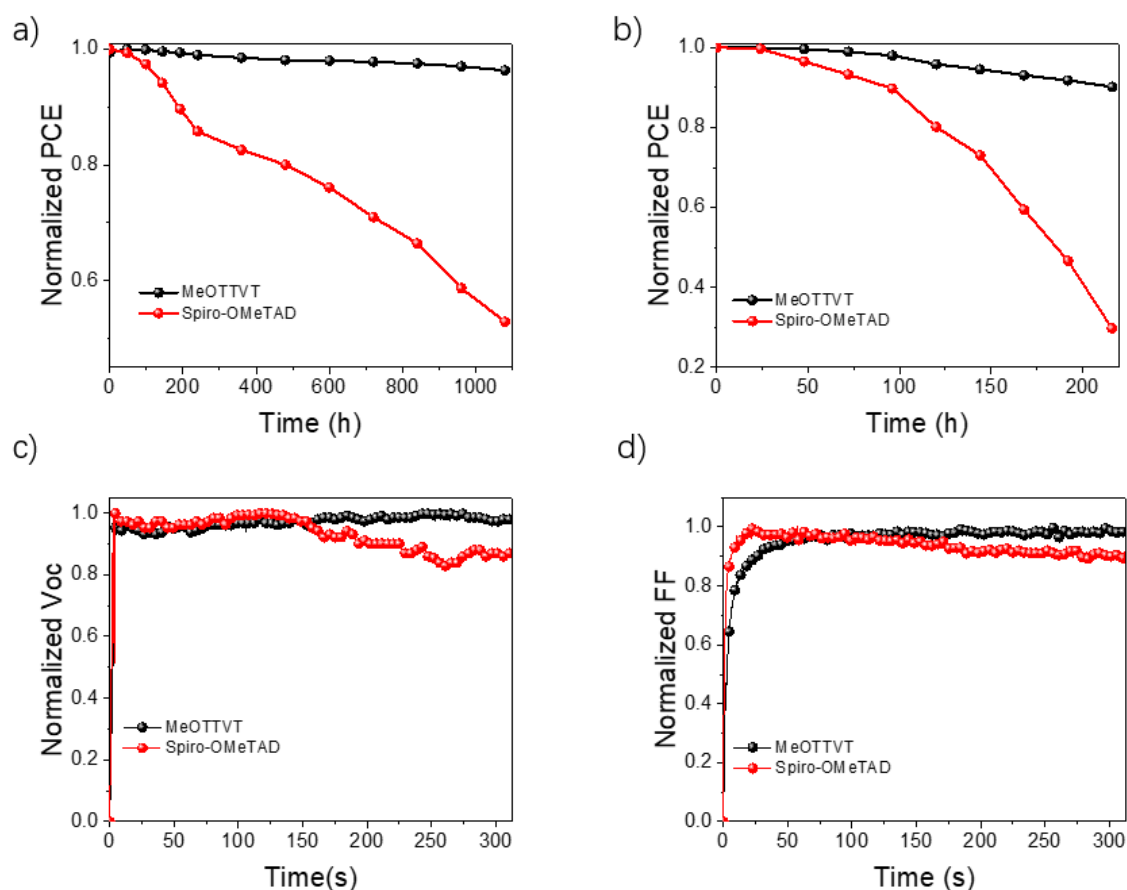 a)
Normalized PCE
1.0
0.8
0.6
MeOTTVT
Spiro-OMeTAD
0 200 400 600 800 1000
Time (h)
b)
Normalized PCE
1.0
0.8
0.6
0.4
0.2
MeOTTVT
Spiro-OMeTAD
0 50 100 150 200
Time (h)
c)
Normalized Voc
1.0
0.8
0.6
0.4
0.2
0.0
MeOTTVT
Spiro-OMeTAD
0 50 100 150 200 250 300
Time(s)
d)
Normalized FF
1.0
0.8
0.6
0.4
0.2
0.0
MeOTTVT
Spiro-OMeTAD
0 50 100 150 200 250 300
Time (s)